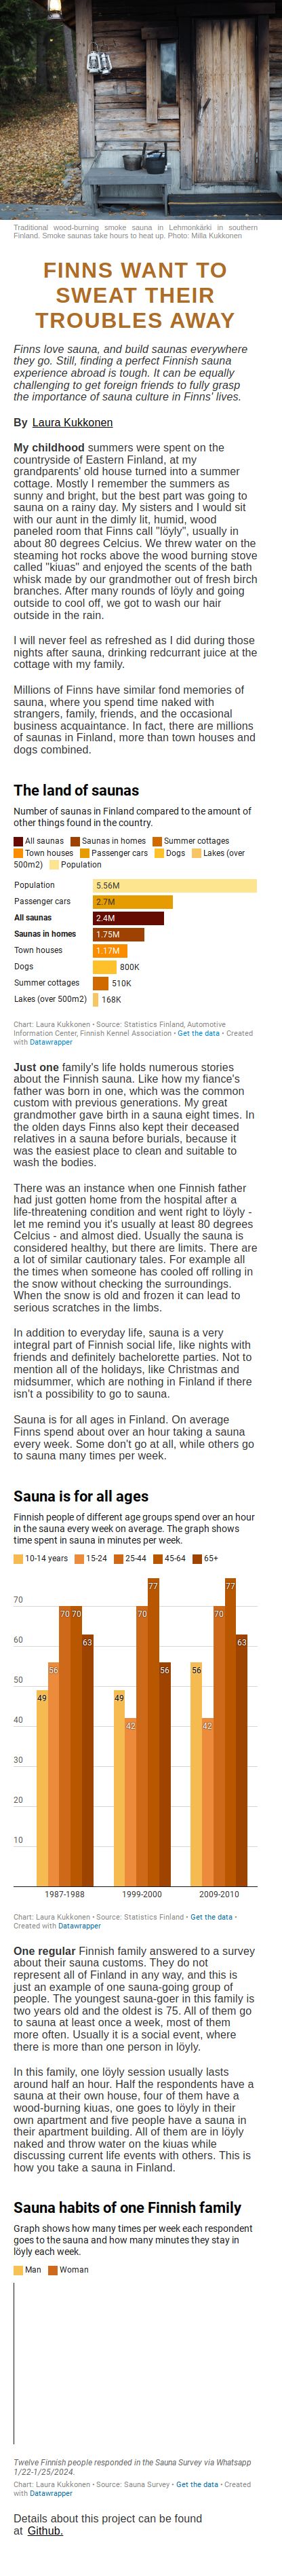 Traditional wood-burning smoke sauna in Lehmonkärki in southern
Finland. Smoke saunas take hours to heat up. Photo: Milla Kukkonen
FINNS WANT TO
SWEAT THEIR
TROUBLES AWAY
Finns love sauna, and build saunas everywhere
they go. Still, finding a perfect Finnish sauna
experience abroad is tough. It can be equally
challenging to get foreign friends to fully grasp
the importance of sauna culture in Finns' lives.
By Laura Kukkonen
My childhood summers were spent on the
countryside of Eastern Finland, at my
grandparents' old house turned into a summer
cottage. Mostly I remember the summers as
sunny and bright, but the best part was going to
sauna on a rainy day. My sisters and I would sit
with our aunt in the dimly lit, humid, wood
paneled room that Finns call "löyly", usually in
about 80 degrees Celcius. We threw water on the
steaming hot rocks above the wood burning stove
called "kiuas" and enjoyed the scents of the bath
whisk made by our grandmother out of fresh birch
branches. After many rounds of löyly and going
outside to cool off, we got to wash our hair
outside in the rain.
I will never feel as refreshed as I did during those
nights after sauna, drinking redcurrant juice at the
cottage with my family.
Millions of Finns have similar fond memories of
sauna, where you spend time naked with
strangers, family, friends, and the occasional
business acquaintance. In fact, there are millions
of saunas in Finland, more than town houses and
dogs combined.
The land of saunas
Number of saunas in Finland compared to the amount of
other things found in the country.
All saunas Saunas in homes Summer cottages
Town houses Passenger cars Dogs Lakes (over
500m2) Population
Population 5.56M
Passenger cars 2.7M
All saunas 2.4M
Saunas in homes 1.75M
Town houses 1.17M
Dogs 800K
Summer cottages 510K
Lakes (over 500m2) 168K
Chart: Laura Kukkonen • Source: Statistics Finland, Automotive
Information Center, Finnish Kennel Association • Get the data • Created
with Datawrapper
Just one family's life holds numerous stories
about the Finnish sauna. Like how my fiance's
father was born in one, which was the common
custom with previous generations. My great
grandmother gave birth in a sauna eight times. In
the olden days Finns also kept their deceased
relatives in a sauna before burials, because it
was the easiest place to clean and suitable to
wash the bodies.
There was an instance when one Finnish father
had just gotten home from the hospital after a
life-threatening condition and went right to löyly -
let me remind you it's usually at least 80 degrees
Celcius - and almost died. Usually the sauna is
considered healthy, but there are limits. There are
a lot of similar cautionary tales. For example all
the times when someone has cooled off rolling in
the snow without checking the surroundings.
When the snow is old and frozen it can lead to
serious scratches in the limbs.
In addition to everyday life, sauna is a very
integral part of Finnish social life, like nights with
friends and definitely bachelorette parties. Not to
mention all of the holidays, like Christmas and
midsummer, which are nothing in Finland if there
isn't a possibility to go to sauna.
Sauna is for all ages in Finland. On average
Finns spend about over an hour taking a sauna
every week. Some don't go at all, while others go
to sauna many times per week.
Sauna is for all ages
Finnish people of different age groups spend over an hour
in the sauna every week on average. The graph shows
time spent in sauna in minutes per week.
10-14 years 15-24 25-44 45-64 65+
70
60
50
40
30
20
10
49 56 70 70 63
49 42 70 77 56
56 42 70 77 63
1987-1988 1999-2000 2009-2010
Chart: Laura Kukkonen • Source: Statistics Finland • Get the data •
Created with Datawrapper
One regular Finnish family answered to a survey
about their sauna customs. They do not
represent all of Finland in any way, and this is
just an example of one sauna-going group of
people. The youngest sauna-goer in this family is
two years old and the oldest is 75. All of them go
to sauna at least once a week, most of them
more often. Usually it is a social event, where
there is more than one person in löyly.
In this family, one löyly session usually lasts
around half an hour. Half the respondents have a
sauna at their own house, four of them have a
wood-burning kiuas, one goes to löyly in their
own apartment and five people have a sauna in
their apartment building. All of them are in löyly
naked and throw water on the kiuas while
discussing current life events with others. This is
how you take a sauna in Finland.
Sauna habits of one Finnish family
Graph shows how many times per week each respondent
goes to the sauna and how many minutes they stay in
löyly each week.
Man Woman
Twelve Finnish people responded in the Sauna Survey via Whatsapp
1/22-1/25/2024.
Chart: Laura Kukkonen • Source: Sauna Survey • Get the data • Created
with Datawrapper
Details about this project can be found
at Github.